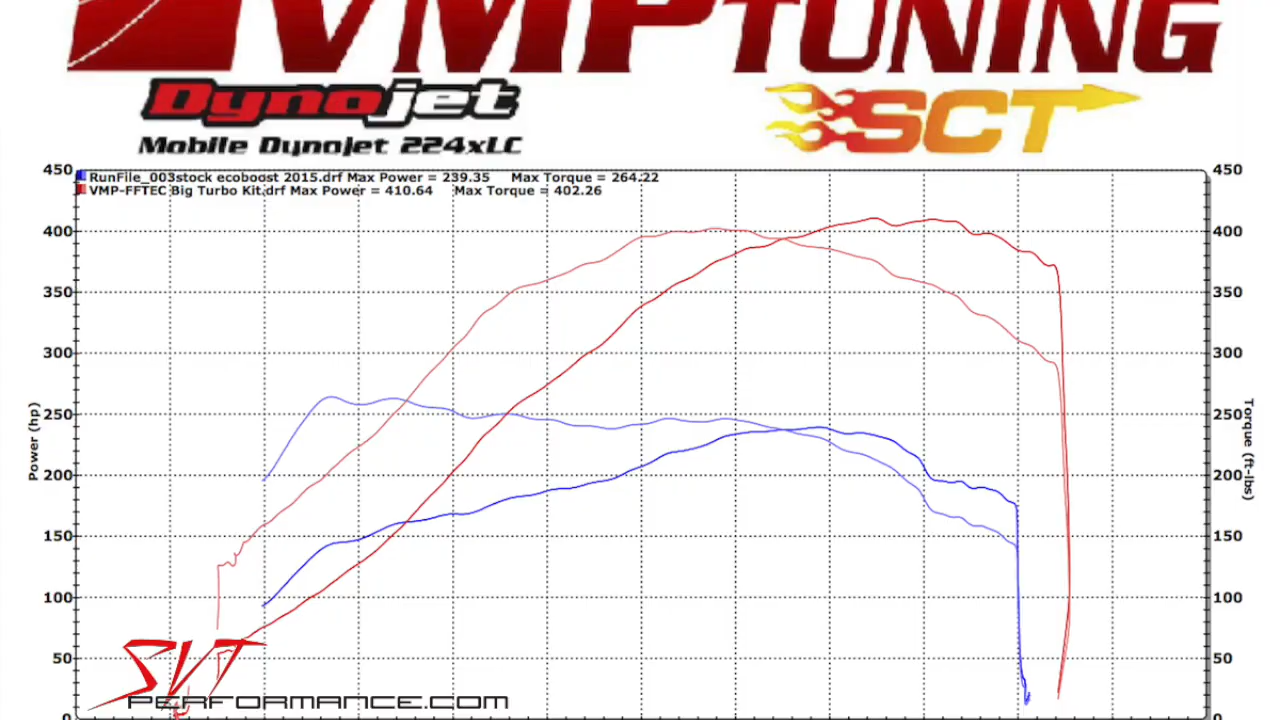 VMPTUNING
Dynojet
SCT
Mobile Dynojet 224xLC
RunFile_003stock ecoboost 2015.drf Max Power = 239.35 Max Torque = 264.22
VMP-FFTEC Big Turbo Kit.drf Max Power = 410.64 Max Torque = 402.26
450 450
400 400
350 350
300 300
250 250
200 200
150 150
100 100
50 50
0 0
Power (hp)
Torque (ft-lbs)
SVT
PERFORMANCE.COM